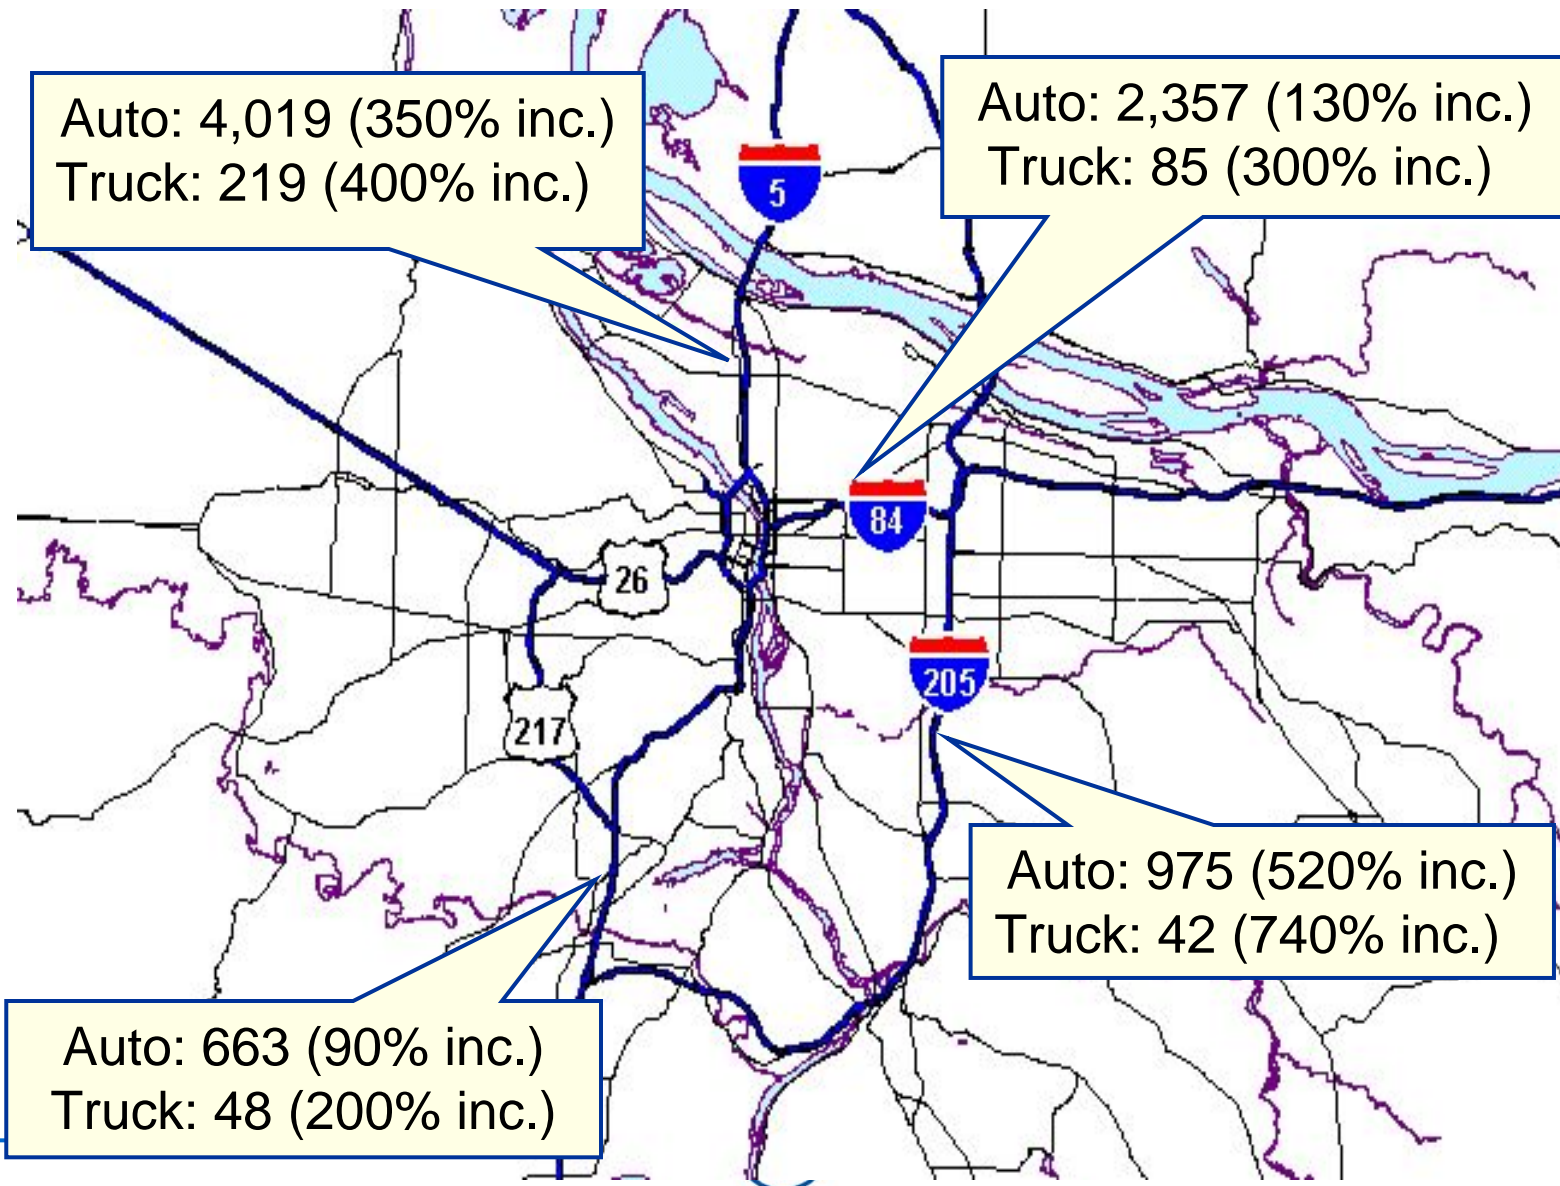 Auto: 4,019 (350% inc.)
Truck: 219 (400% inc.)
Auto: 2,357 (130% inc.)
Truck: 85 (300% inc.)
5
84
26
205
217
Auto: 975 (520% inc.)
Truck: 42 (740% inc.)
Auto: 663 (90% inc.)
Truck: 48 (200% inc.)